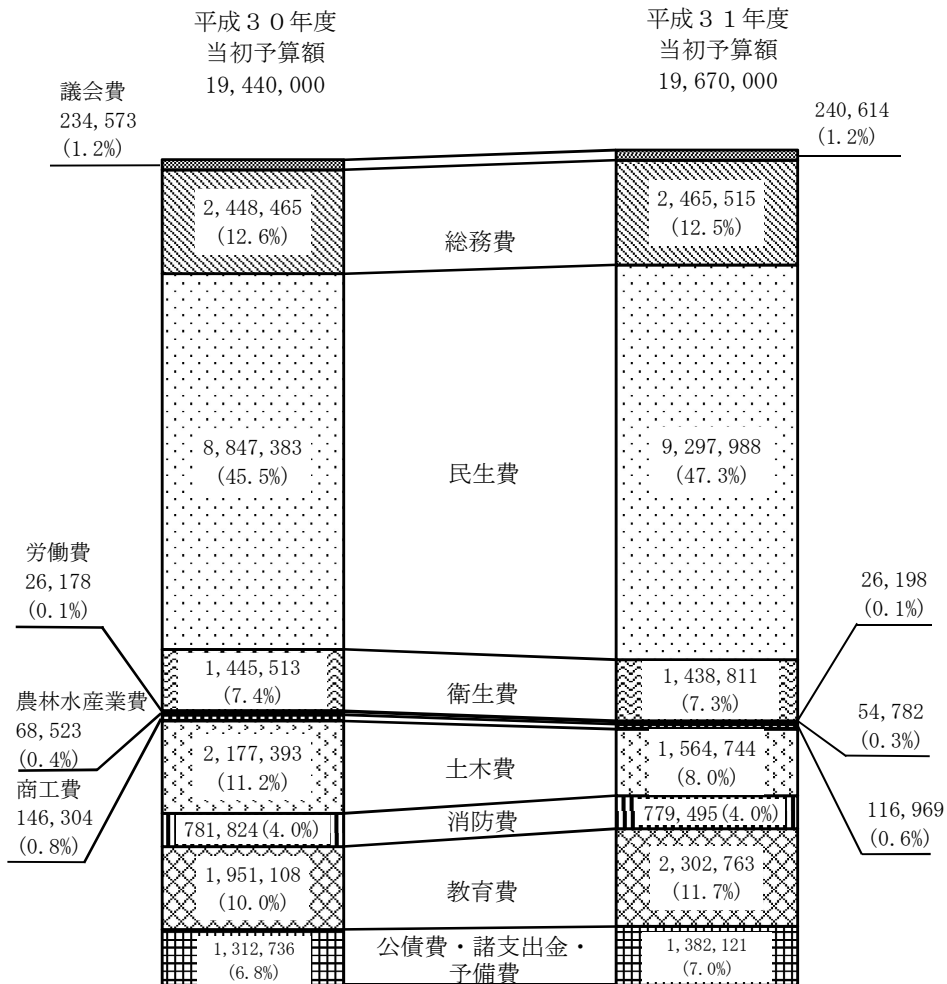 平成３０年度
当初予算額
19,440,000
平成３１年度
当初予算額
19,670,000
議会費
234,573
(1.2%)
240,614
(1.2%)
2,448,465
(12.6%)
総務費
2,465,515
(12.5%)
8,847,383
(45.5%)
民生費
9,297,988
(47.3%)
労働費
26,178
(0.1%)
26,198
(0.1%)
1,445,513
(7.4%)
衛生費
1,438,811
(7.3%)
農林水産業費
68,523
(0.4%)
54,782
(0.3%)
2,177,393
(11.2%)
土木費
1,564,744
(8.0%)
商工費
146,304
(0.8%)
116,969
(0.6%)
781,824(4.0%)
消防費
779,495(4.0%)
1,951,108
(10.0%)
教育費
2,302,763
(11.7%)
1,312,736
(6.8%)
公債費・諸支出金・
予備費
1,382,121
(7.0%)